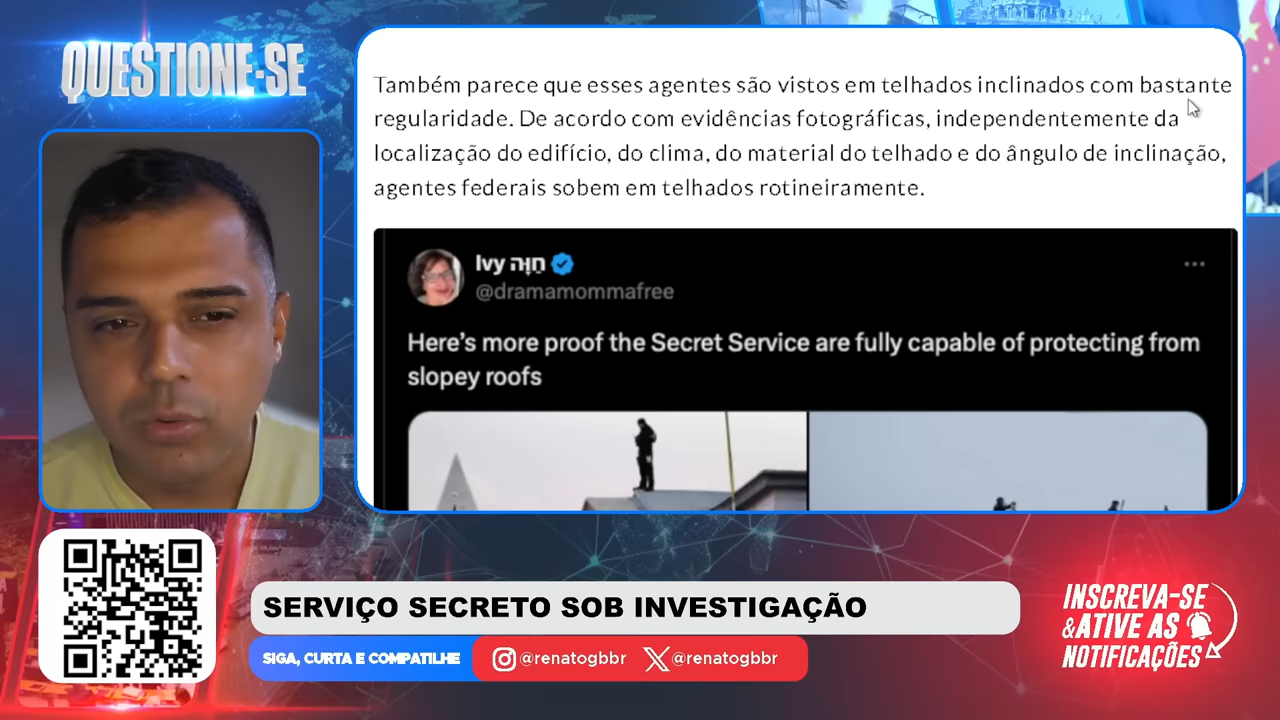 QUESTIONE-SE
Também parece que esses agentes são vistos em telhados inclinados com bastante
regularidade. De acordo com evidências fotográficas, independentemente da
localização do edifício, do clima, do material do telhado e do ângulo de inclinação,
agentes federais sobem em telhados rotineiramente.
Ivy חַוָּה
@dramamommafree
Here's more proof the Secret Service are fully capable of protecting from
slopey roofs
SERVIÇO SECRETO SOB INVESTIGAÇÃO
SIGA, CURTA E COMPATILHE
@renatogbbr
@renatogbbr
INSCREVA-SE
&ATIVE AS
NOTIFICAÇÕES